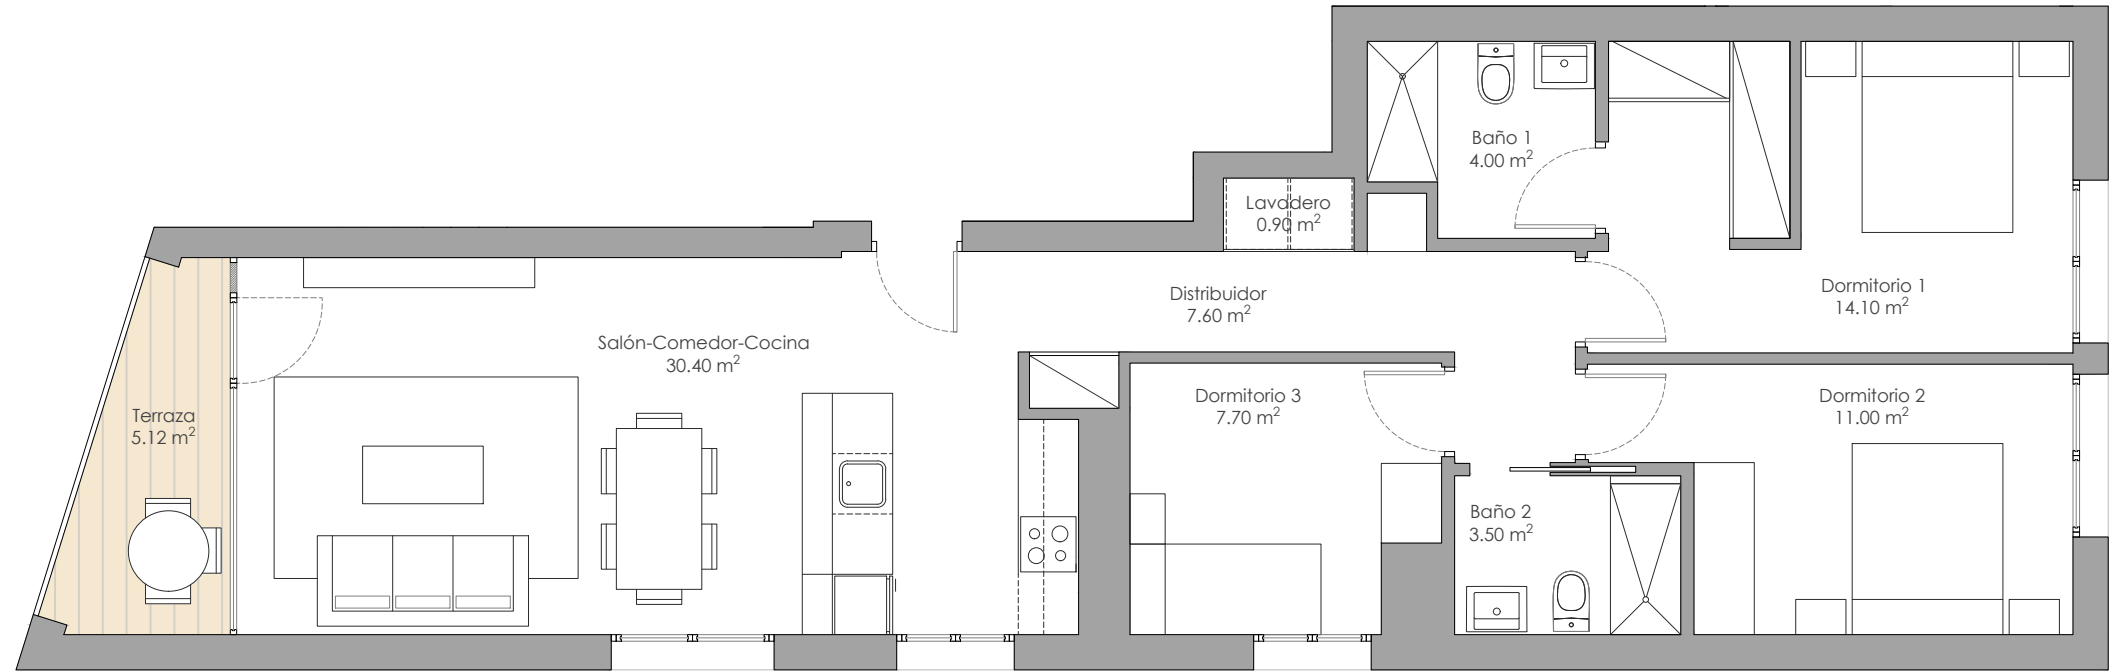 Baño 1
4.00 m²
Lavadero
0.90 m²
Distribuidor
7.60 m²
Dormitorio 1
14.10 m²
Salón-Comedor-Cocina
30.40 m²
Terraza
5.12 m²
Dormitorio 3
7.70 m²
Dormitorio 2
11.00 m²
Baño 2
3.50 m²